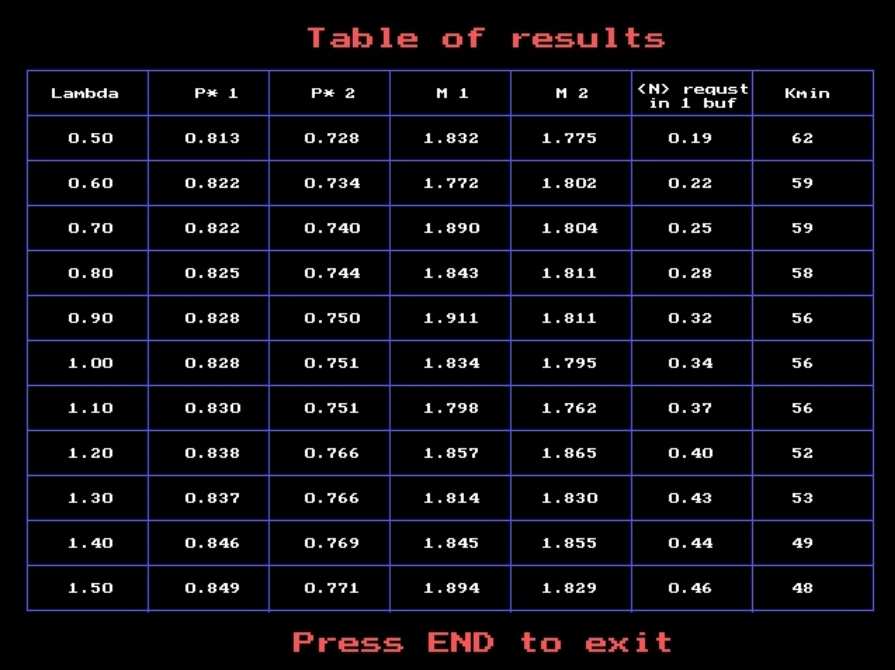 Table of results
Lambda P* 1 P* 2 M 1 M 2 <N> requst in 1 buf Kmin
0.50 0.813 0.728 1.832 1.775 0.19 62
0.60 0.822 0.734 1.772 1.802 0.22 59
0.70 0.822 0.740 1.890 1.804 0.25 59
0.80 0.825 0.744 1.843 1.811 0.28 58
0.90 0.828 0.750 1.911 1.811 0.32 56
1.00 0.828 0.751 1.834 1.795 0.34 56
1.10 0.830 0.751 1.798 1.762 0.37 56
1.20 0.838 0.766 1.857 1.865 0.40 52
1.30 0.837 0.766 1.814 1.830 0.43 53
1.40 0.846 0.769 1.845 1.855 0.44 49
1.50 0.849 0.771 1.894 1.829 0.46 48
Press END to exit